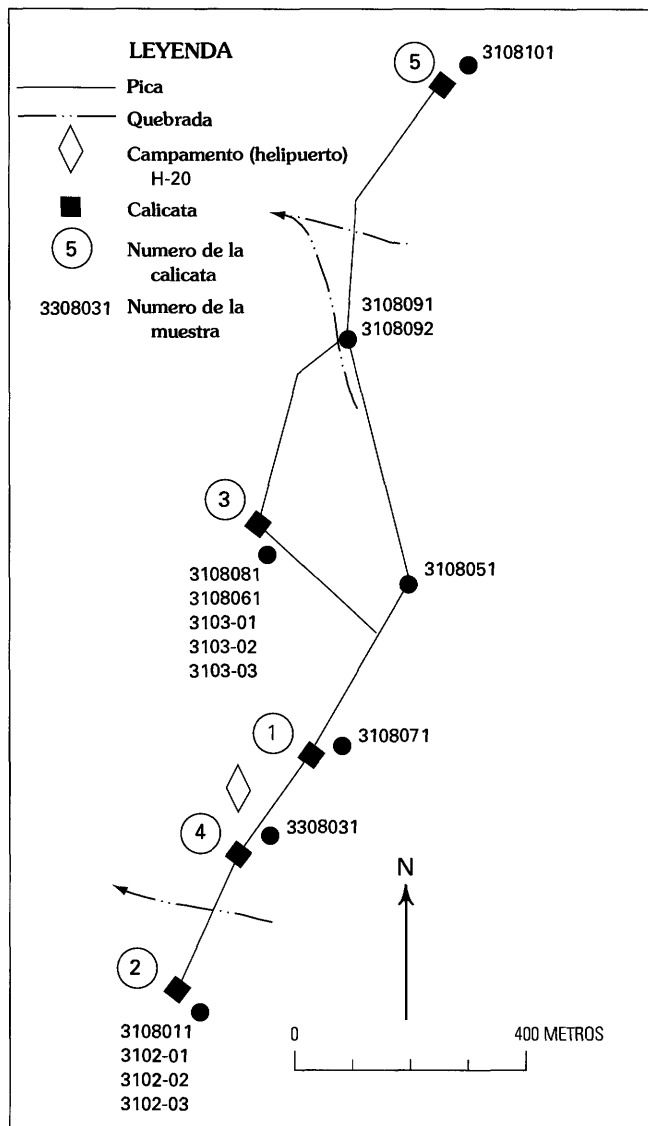 LEYENDA
Pica
Quebrada
Campamento (helipuerto)
H-20
Calicata
5
Numero de la
calicata
3308031
Numero de la
muestra
5
3108101
3108091
3108092
3
3108081
3108061
3103-01
3103-02
3103-03
3108051
1
3108071
4
3308031
2
3108011
3102-01
3102-02
3102-03
N
0
400 METROS